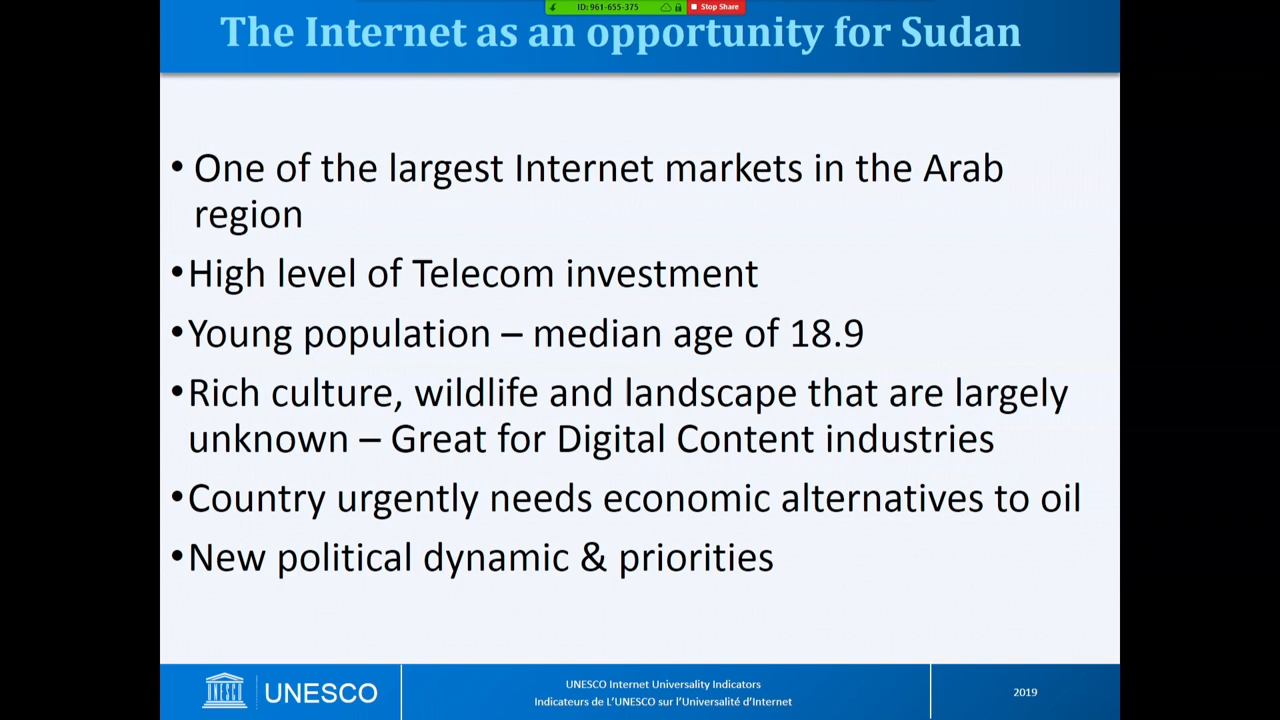 ID: 961-655-375
Stop Share
The Internet as an opportunity for Sudan
• One of the largest Internet markets in the Arab
region
• High level of Telecom investment
• Young population – median age of 18.9
• Rich culture, wildlife and landscape that are largely
unknown – Great for Digital Content industries
• Country urgently needs economic alternatives to oil
• New political dynamic & priorities
UNESCO
UNESCO
UNESCO Internet Universality Indicators
Indicateurs de L'UNESCO sur l'Universalité d'Internet
2019